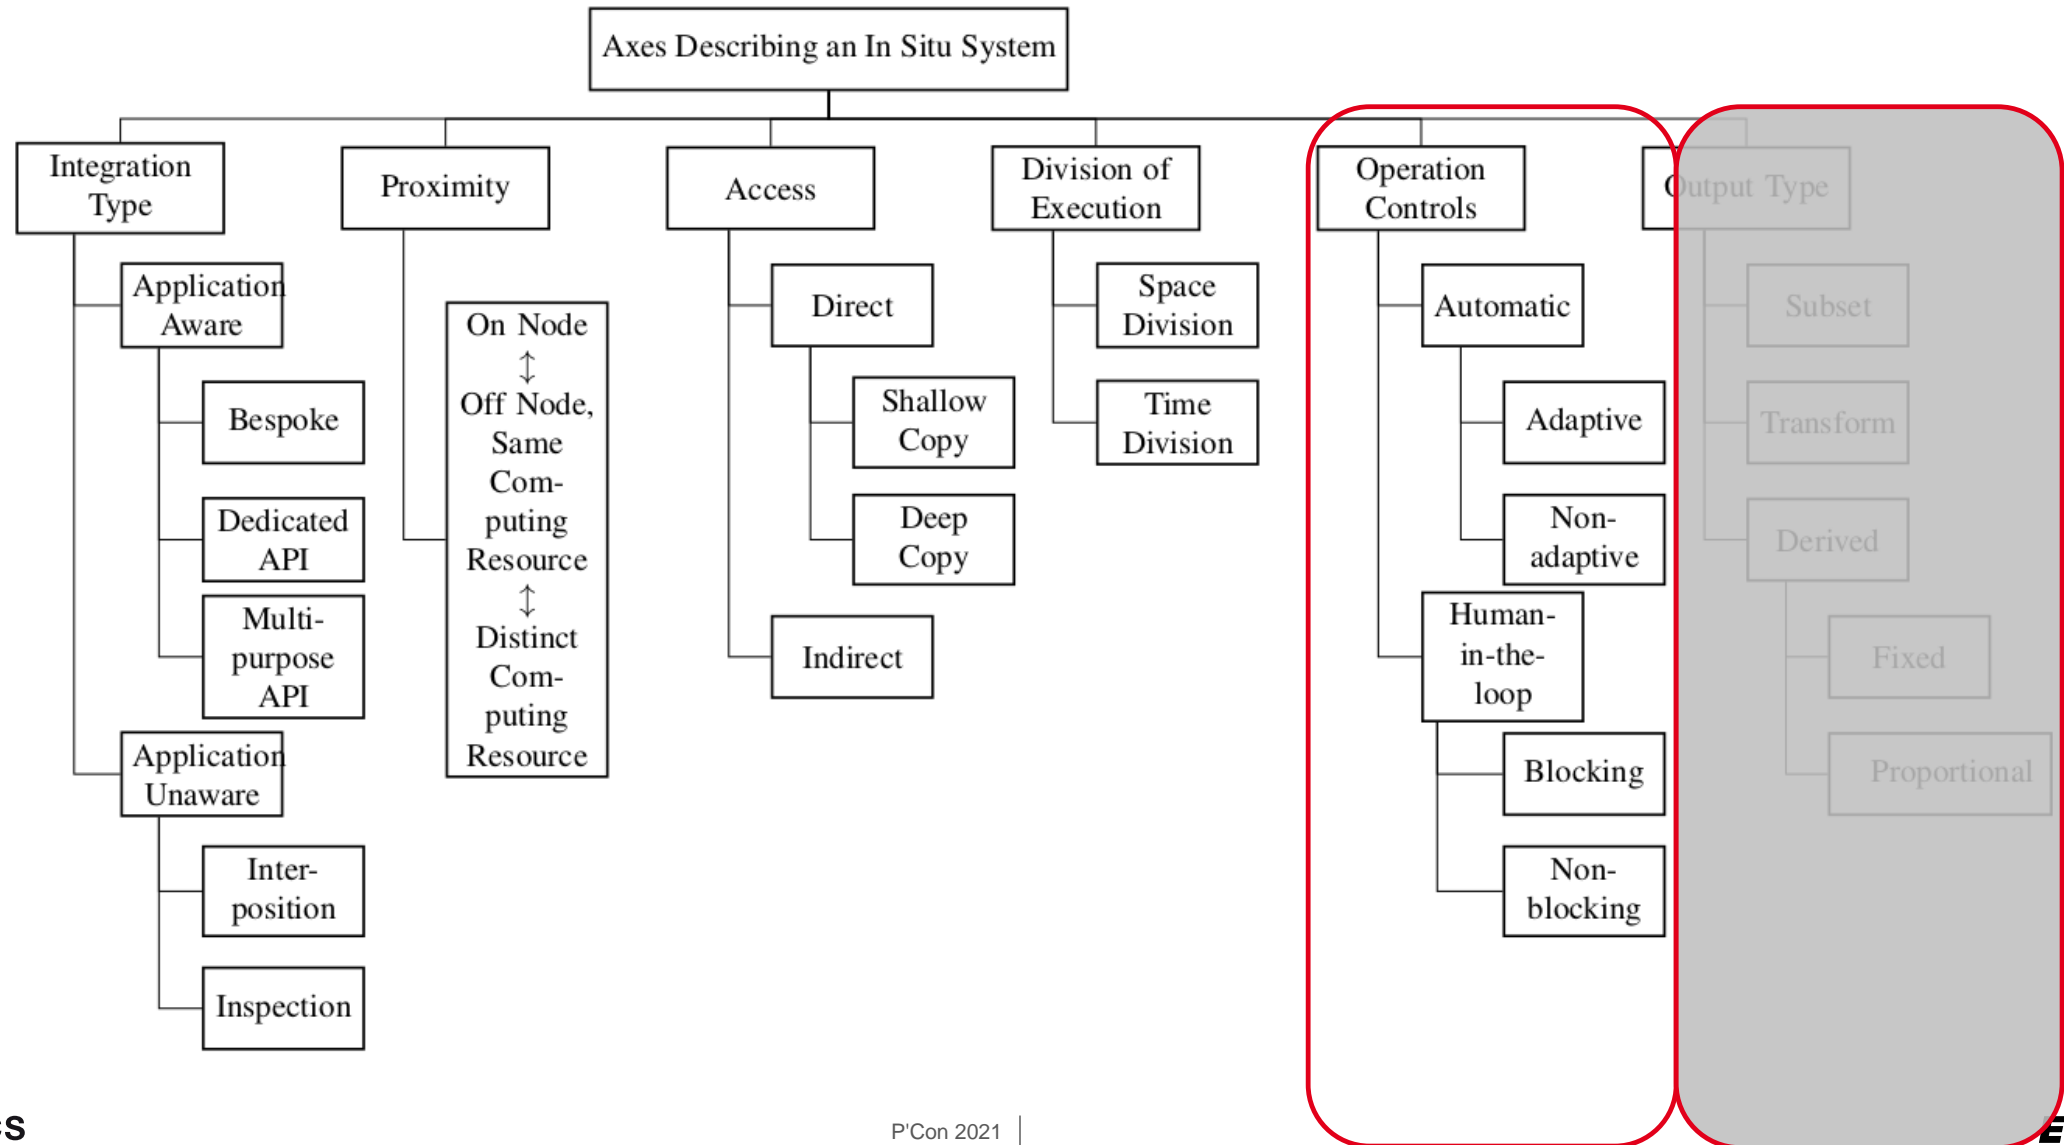 Axes Describing an In Situ System
Integration
Type
Application
Aware
Bespoke
Dedicated
API
Multi-
purpose
API
Application
Unaware
Inter-
position
Inspection
Proximity
On Node
↕
Off Node,
Same
Com-
puting
Resource
↕
Distinct
Com-
puting
Resource
Access
Direct
Shallow
Copy
Deep
Copy
Indirect
Division of
Execution
Space
Division
Time
Division
Operation
Controls
Automatic
Adaptive
Non-
adaptive
Human-
in-the-
loop
Blocking
Non-
blocking
Output Type
Subset
Transform
Derived
Fixed
Proportional
P'Con 2021